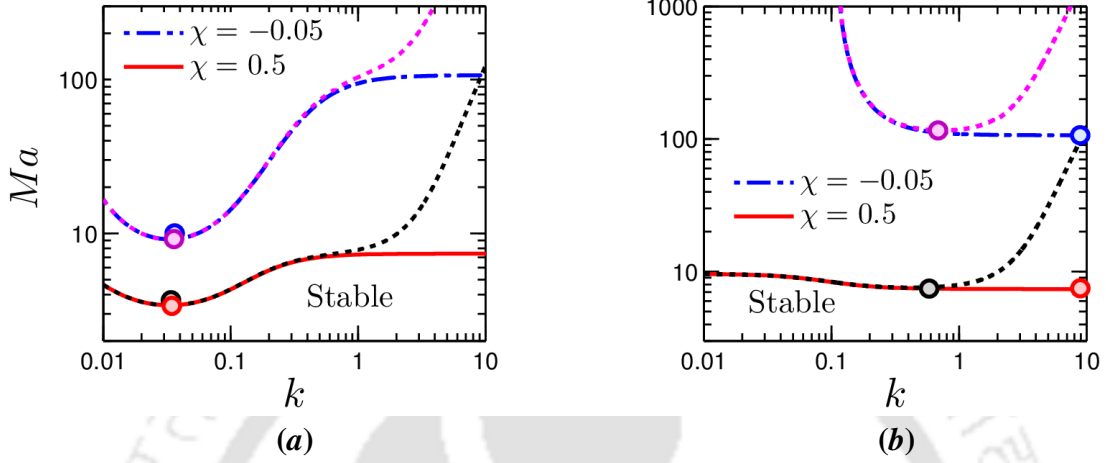 χ = −0.05
χ = 0.5
100
10
Ma
Stable
0.01 0.1 1 10
k
(a)
1000
100
10
χ = −0.05
χ = 0.5
Stable
0.01 0.1 1 10
k
(b)